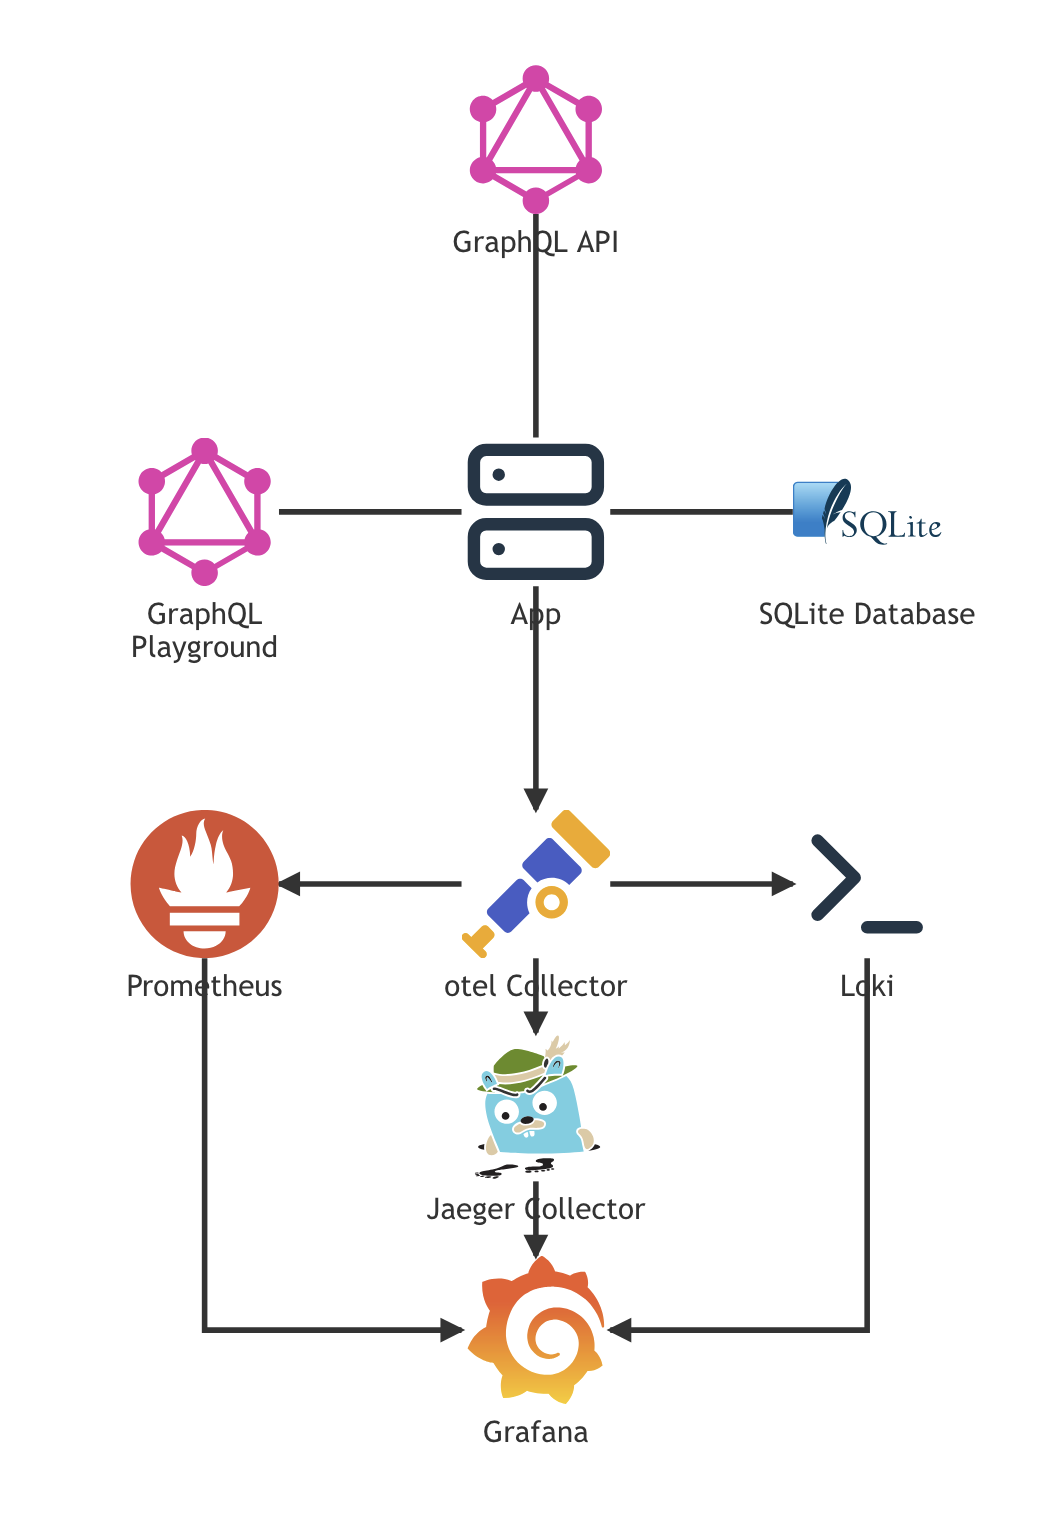 GraphQL API
SQLite
GraphQL
Playground
App
SQLite Database
Prometheus
otel Collector
Loki
Jaeger Collector
Grafana